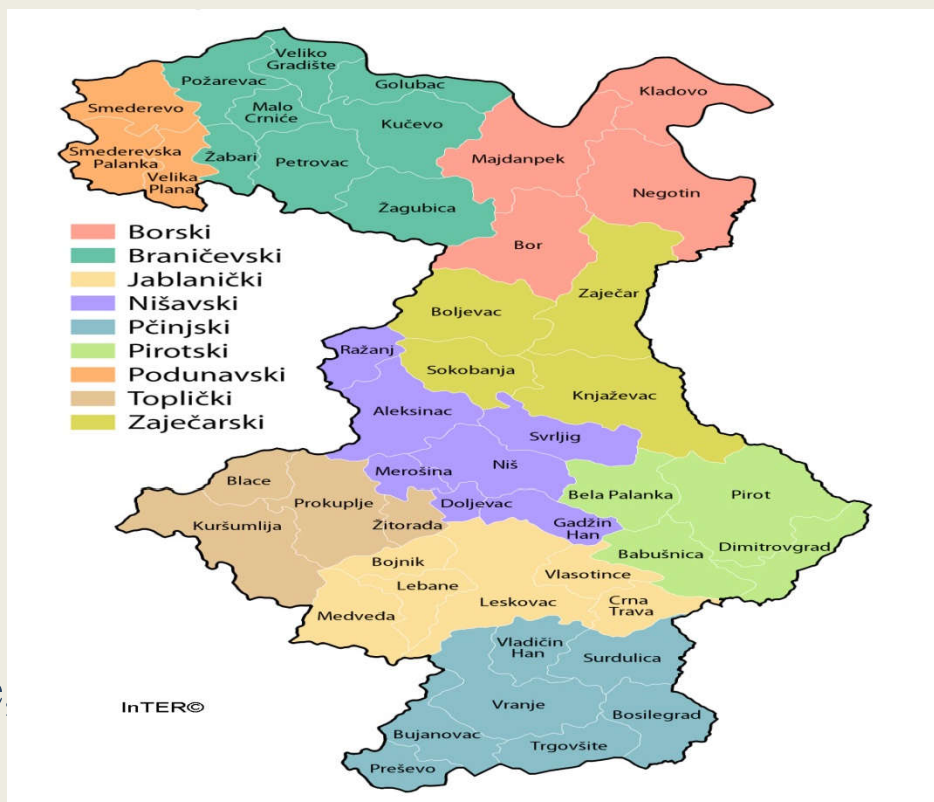 Veliko
Gradište
Požarevac
Golubac
Kladovo
Smederevo
Malo
Crniće
Kučevo
Smederevska
Palanka
Žabari
Petrovac
Majdanpek
Velika
Plana
Negotin
Žagubica
Bor
Borski
Braničevski
Jablanički
Nišavski
Pčinjski
Pirotski
Podunavski
Toplički
Zaječarski
Zaječar
Boljevac
Ražanj
Sokobanja
Knjaževac
Aleksinac
Svrljig
Merošina
Niš
Blace
Prokuplje
Bela Palanka
Pirot
Doljevac
Kuršumlija
Žitorađa
Gadžin
Han
Babušnica
Dimitrovgrad
Bojnik
Vlasotince
Lebane
Leskovac
Crna
Trava
Medveđa
Vladičin
Han
Surdulica
InTER©
Vranje
Bosilegrad
Bujanovac
Trgovšite
Preševo